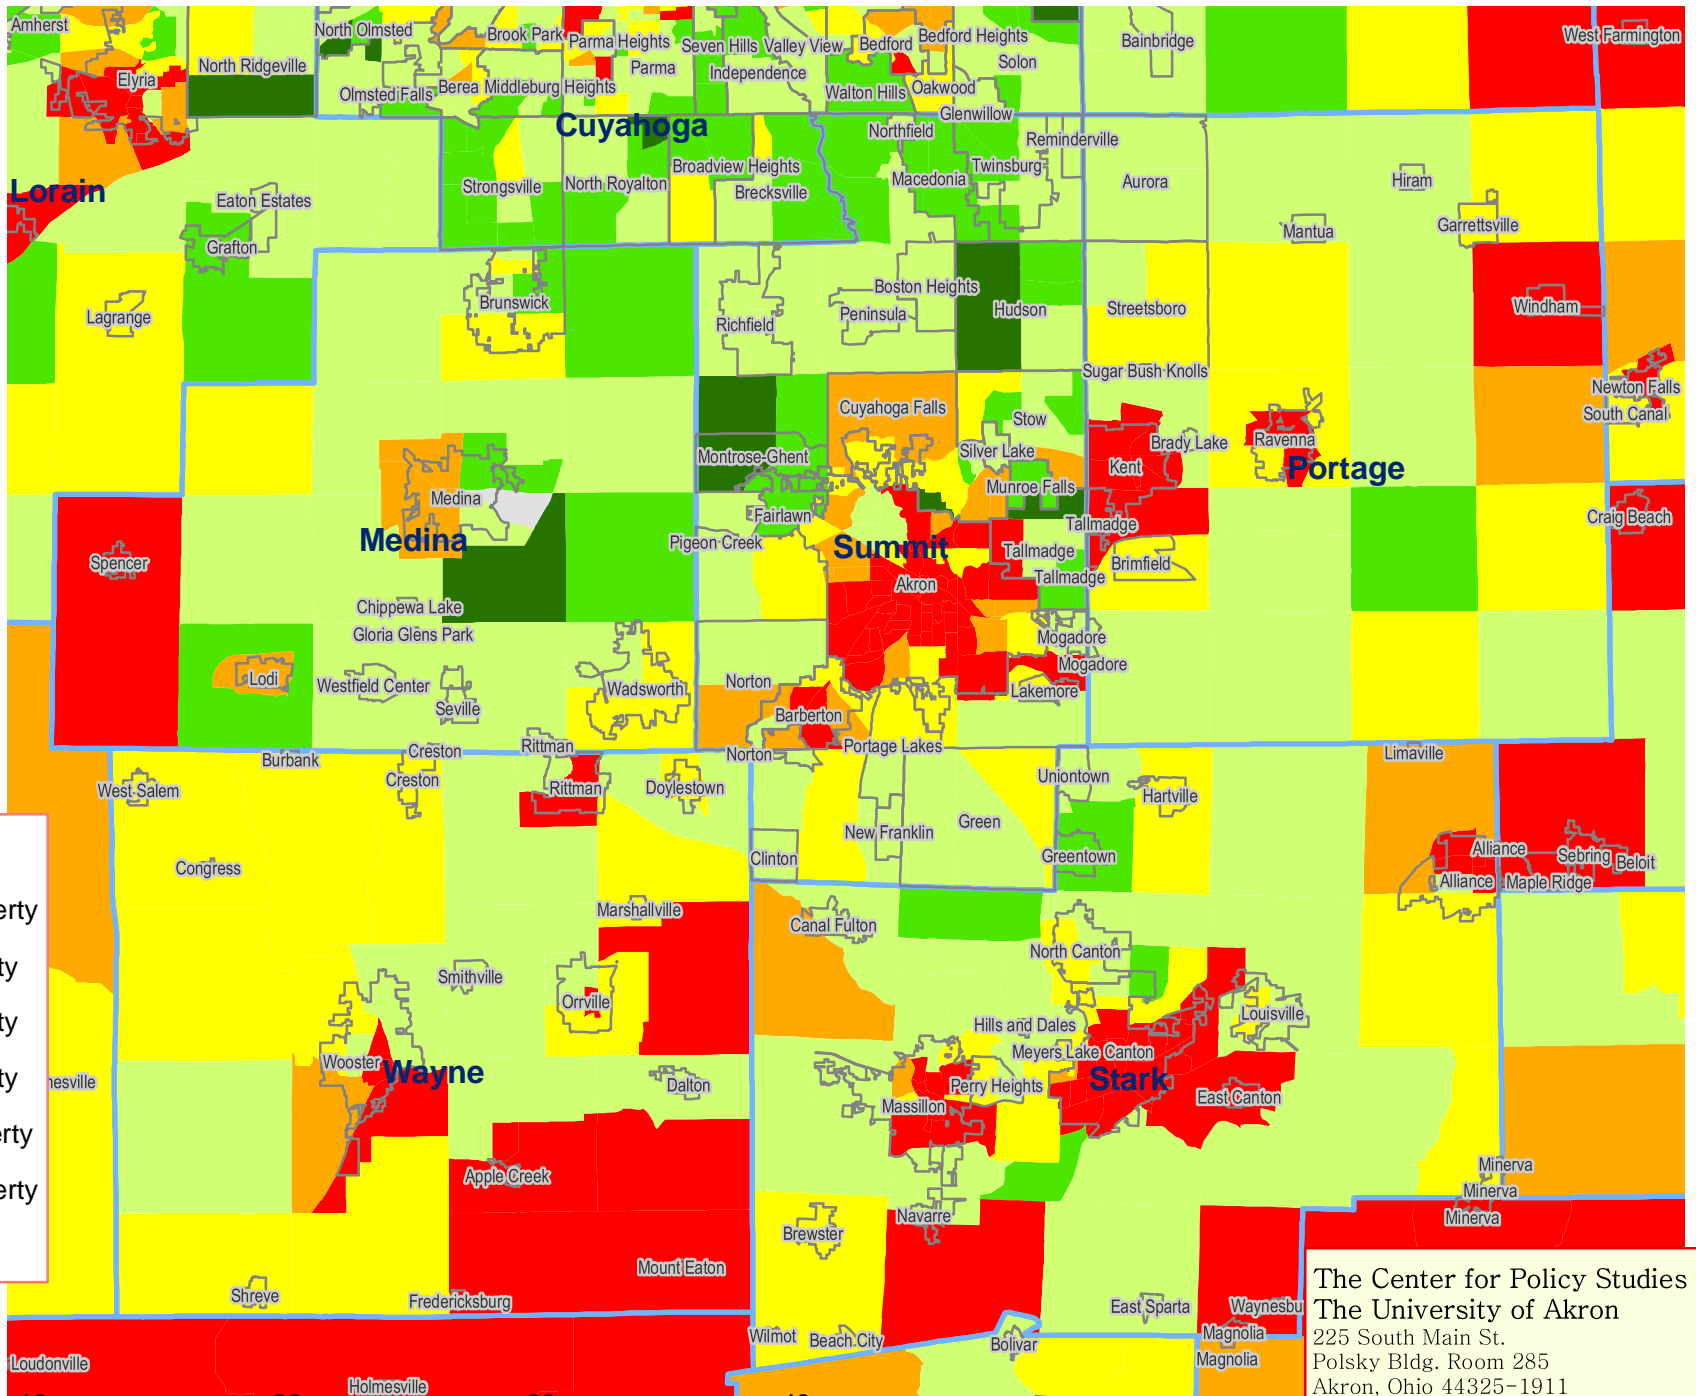 Amherst
North Olmsted
Brook Park
Parma Heights
Seven Hills
Valley View
Bedford
Bedford Heights
Bainbridge
West Farmington
Elyria
North Ridgeville
Parma
Independence
Solon
Olmsted Falls
Berea
Middleburg Heights
Walton Hills
Oakwood
Glenwillow
Cuyahoga
Northfield
Reminderville
Lorain
Eaton Estates
Strongsville
North Royalton
Broadview Heights
Brecksville
Macedonia
Twinsburg
Aurora
Hiram
Grafton
Mantua
Garrettsville
Lagrange
Brunswick
Richfield
Boston Heights
Peninsula
Hudson
Streetsboro
Windham
Sugar Bush Knolls
Newton Falls
South Canal
Cuyahoga Falls
Stow
Silver Lake
Brady Lake
Ravenna
Montrose-Ghent
Kent
Portage
Medina
Munroe Falls
Fairlawn
Tallmadge
Craig Beach
Medina
Pigeon Creek
Summit
Tallmadge
Spencer
Akron
Tallmadge
Brimfield
Chippewa Lake
Gloria Glens Park
Mogadore
Mogadore
Lodi
Westfield Center
Wadsworth
Norton
Lakemore
Seville
Barberton
Burbank
Creston
Rittman
Norton
Portage Lakes
Limaville
West Salem
Creston
Rittman
Doylestown
Uniontown
Hartville
New Franklin
Green
Congress
Clinton
Greentown
Alliance
Sebring
Beloit
Alliance
Maple Ridge
erty
Marshallville
Canal Fulton
North Canton
ty
Smithville
Orrville
Louisville
ty
Hills and Dales
Wooster
Wayne
Meyers Lake
Canton
Stark
ty
nesville
Dalton
Perry Heights
East Canton
Massillon
erty
Apple Creek
Minerva
erty
Minerva
Navarre
Minerva
Brewster
Mount Eaton
Shreve
Fredericksburg
East Sparta
Waynesbu
Wilmot
Beach City
Bolivar
Magnolia
Magnolia
Loudonville
Holmesville
The Center for Policy Studies
The University of Akron
225 South Main St.
Polsky Bldg. Room 285
Akron, Ohio 44325-1911